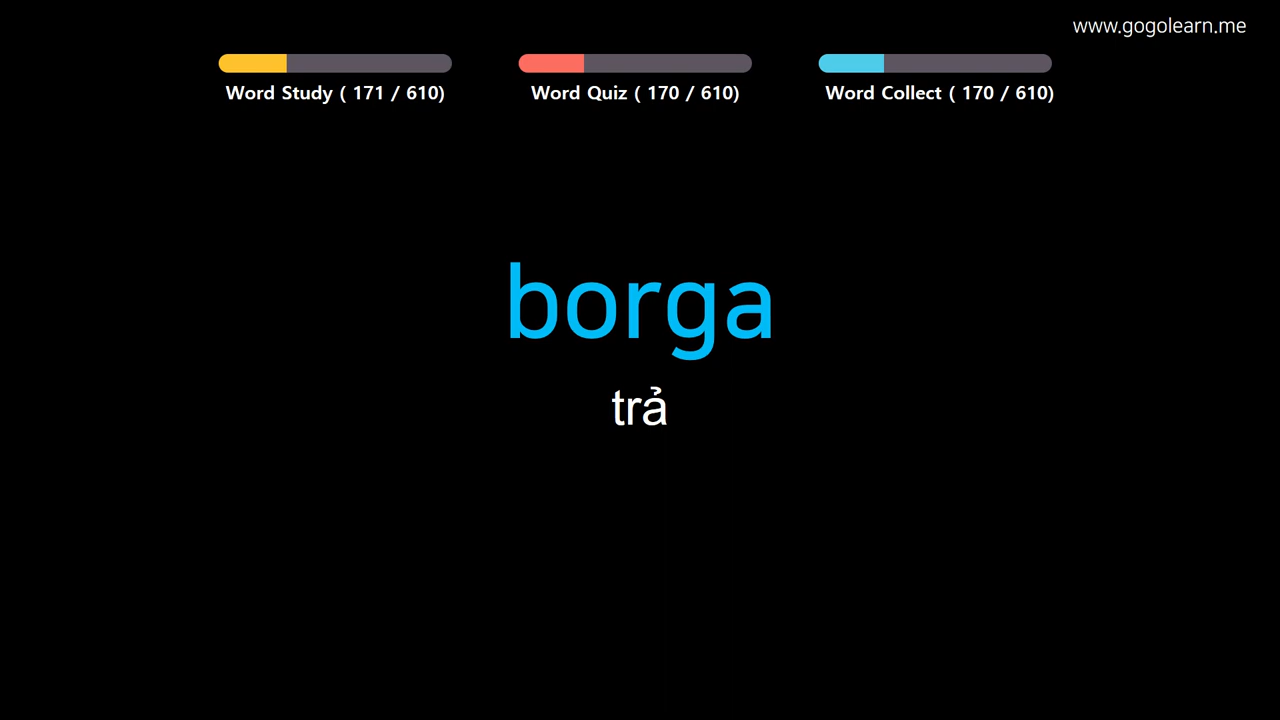 www.gogolearn.me
Word Study ( 171 / 610)
Word Quiz ( 170 / 610)
Word Collect ( 170 / 610)
borga
trả